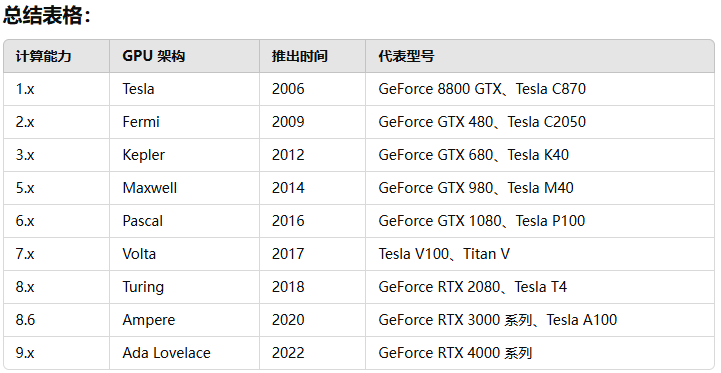 总结表格：
计算能力 GPU 架构 推出时间 代表型号
1.x Tesla 2006 GeForce 8800 GTX、Tesla C870
2.x Fermi 2009 GeForce GTX 480、Tesla C2050
3.x Kepler 2012 GeForce GTX 680、Tesla K40
5.x Maxwell 2014 GeForce GTX 980、Tesla M40
6.x Pascal 2016 GeForce GTX 1080、Tesla P100
7.x Volta 2017 Tesla V100、Titan V
8.x Turing 2018 GeForce RTX 2080、Tesla T4
8.6 Ampere 2020 GeForce RTX 3000 系列、Tesla A100
9.x Ada Lovelace 2022 GeForce RTX 4000 系列